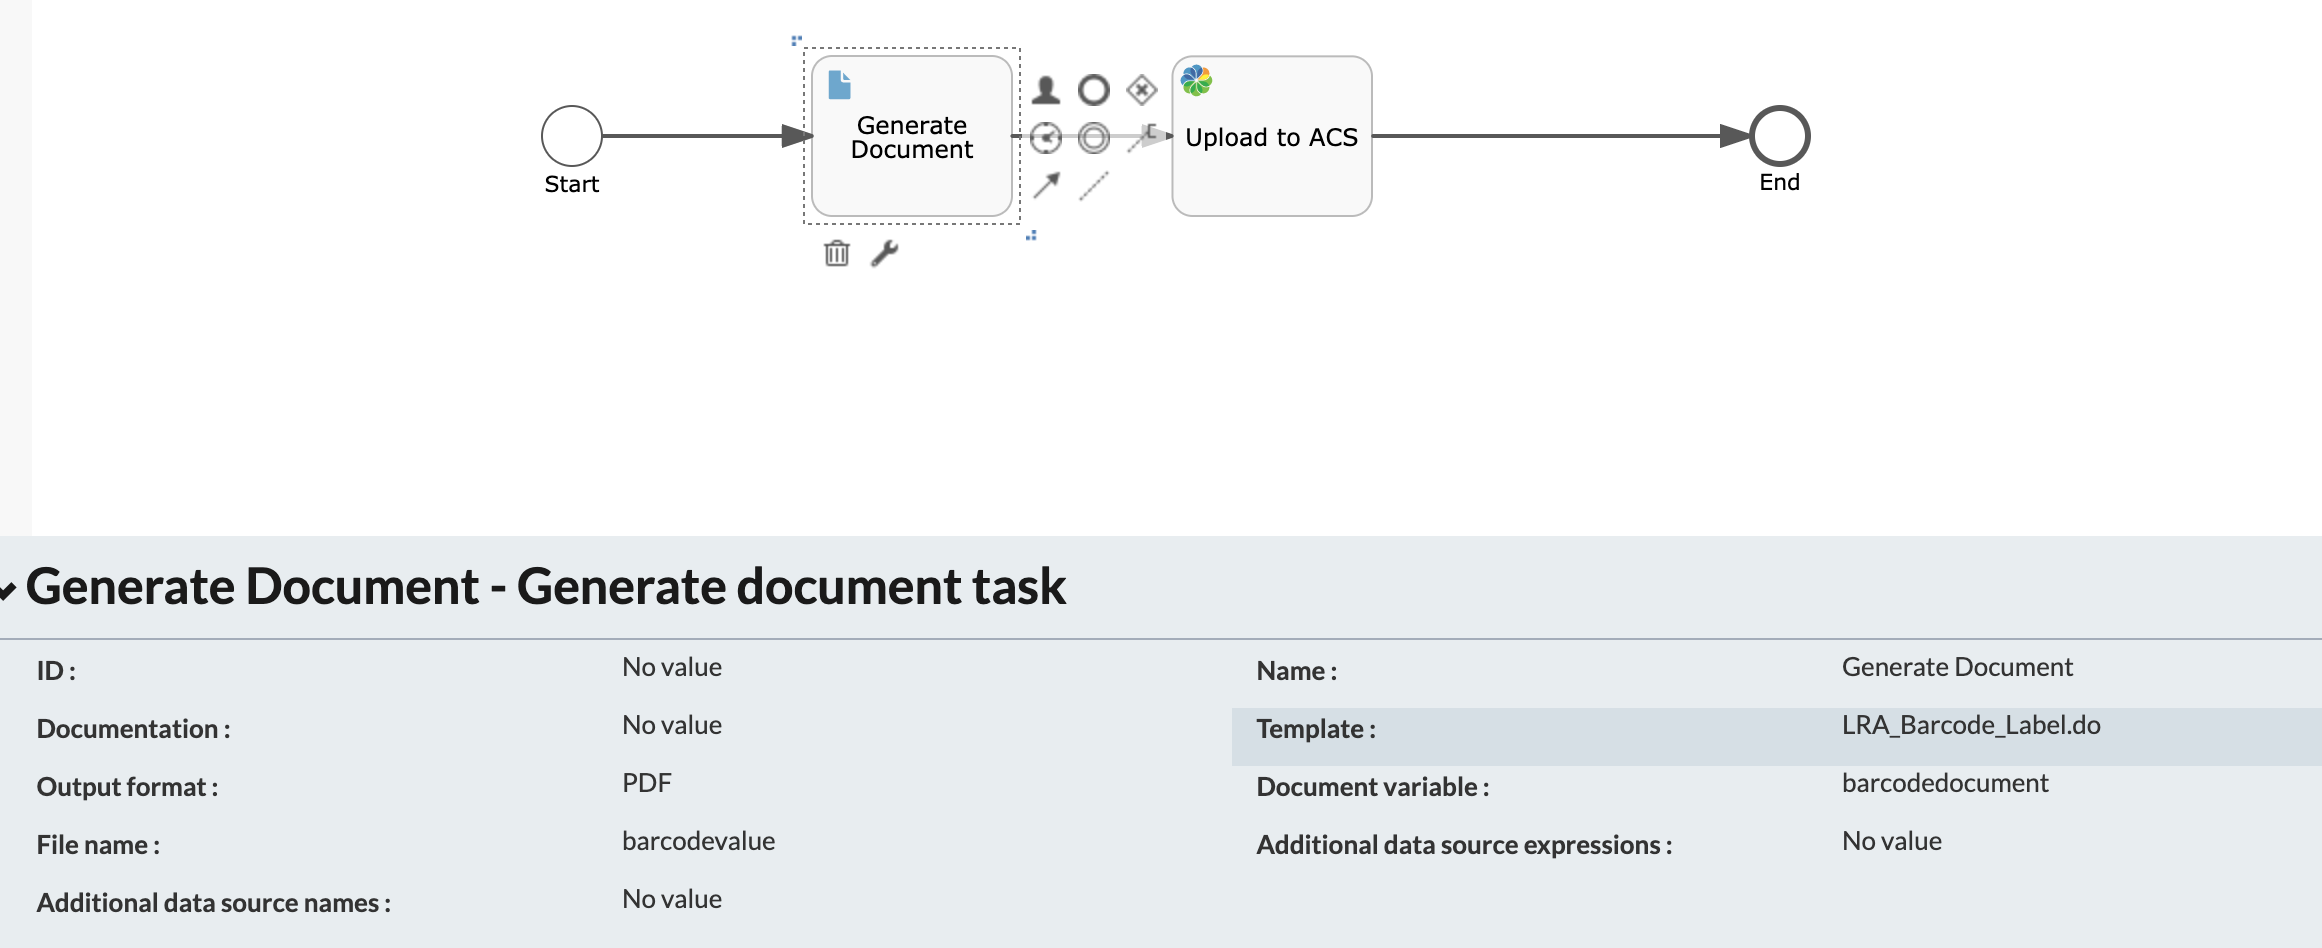 Generate
Document
Upload to ACS
Start
End
Generate Document - Generate document task
ID :
No value
Name :
Generate Document
Documentation :
No value
Template :
LRA_Barcode_Label.do
Output format :
PDF
Document variable :
barcodedocument
File name :
barcodevalue
Additional data source expressions :
No value
Additional data source names :
No value